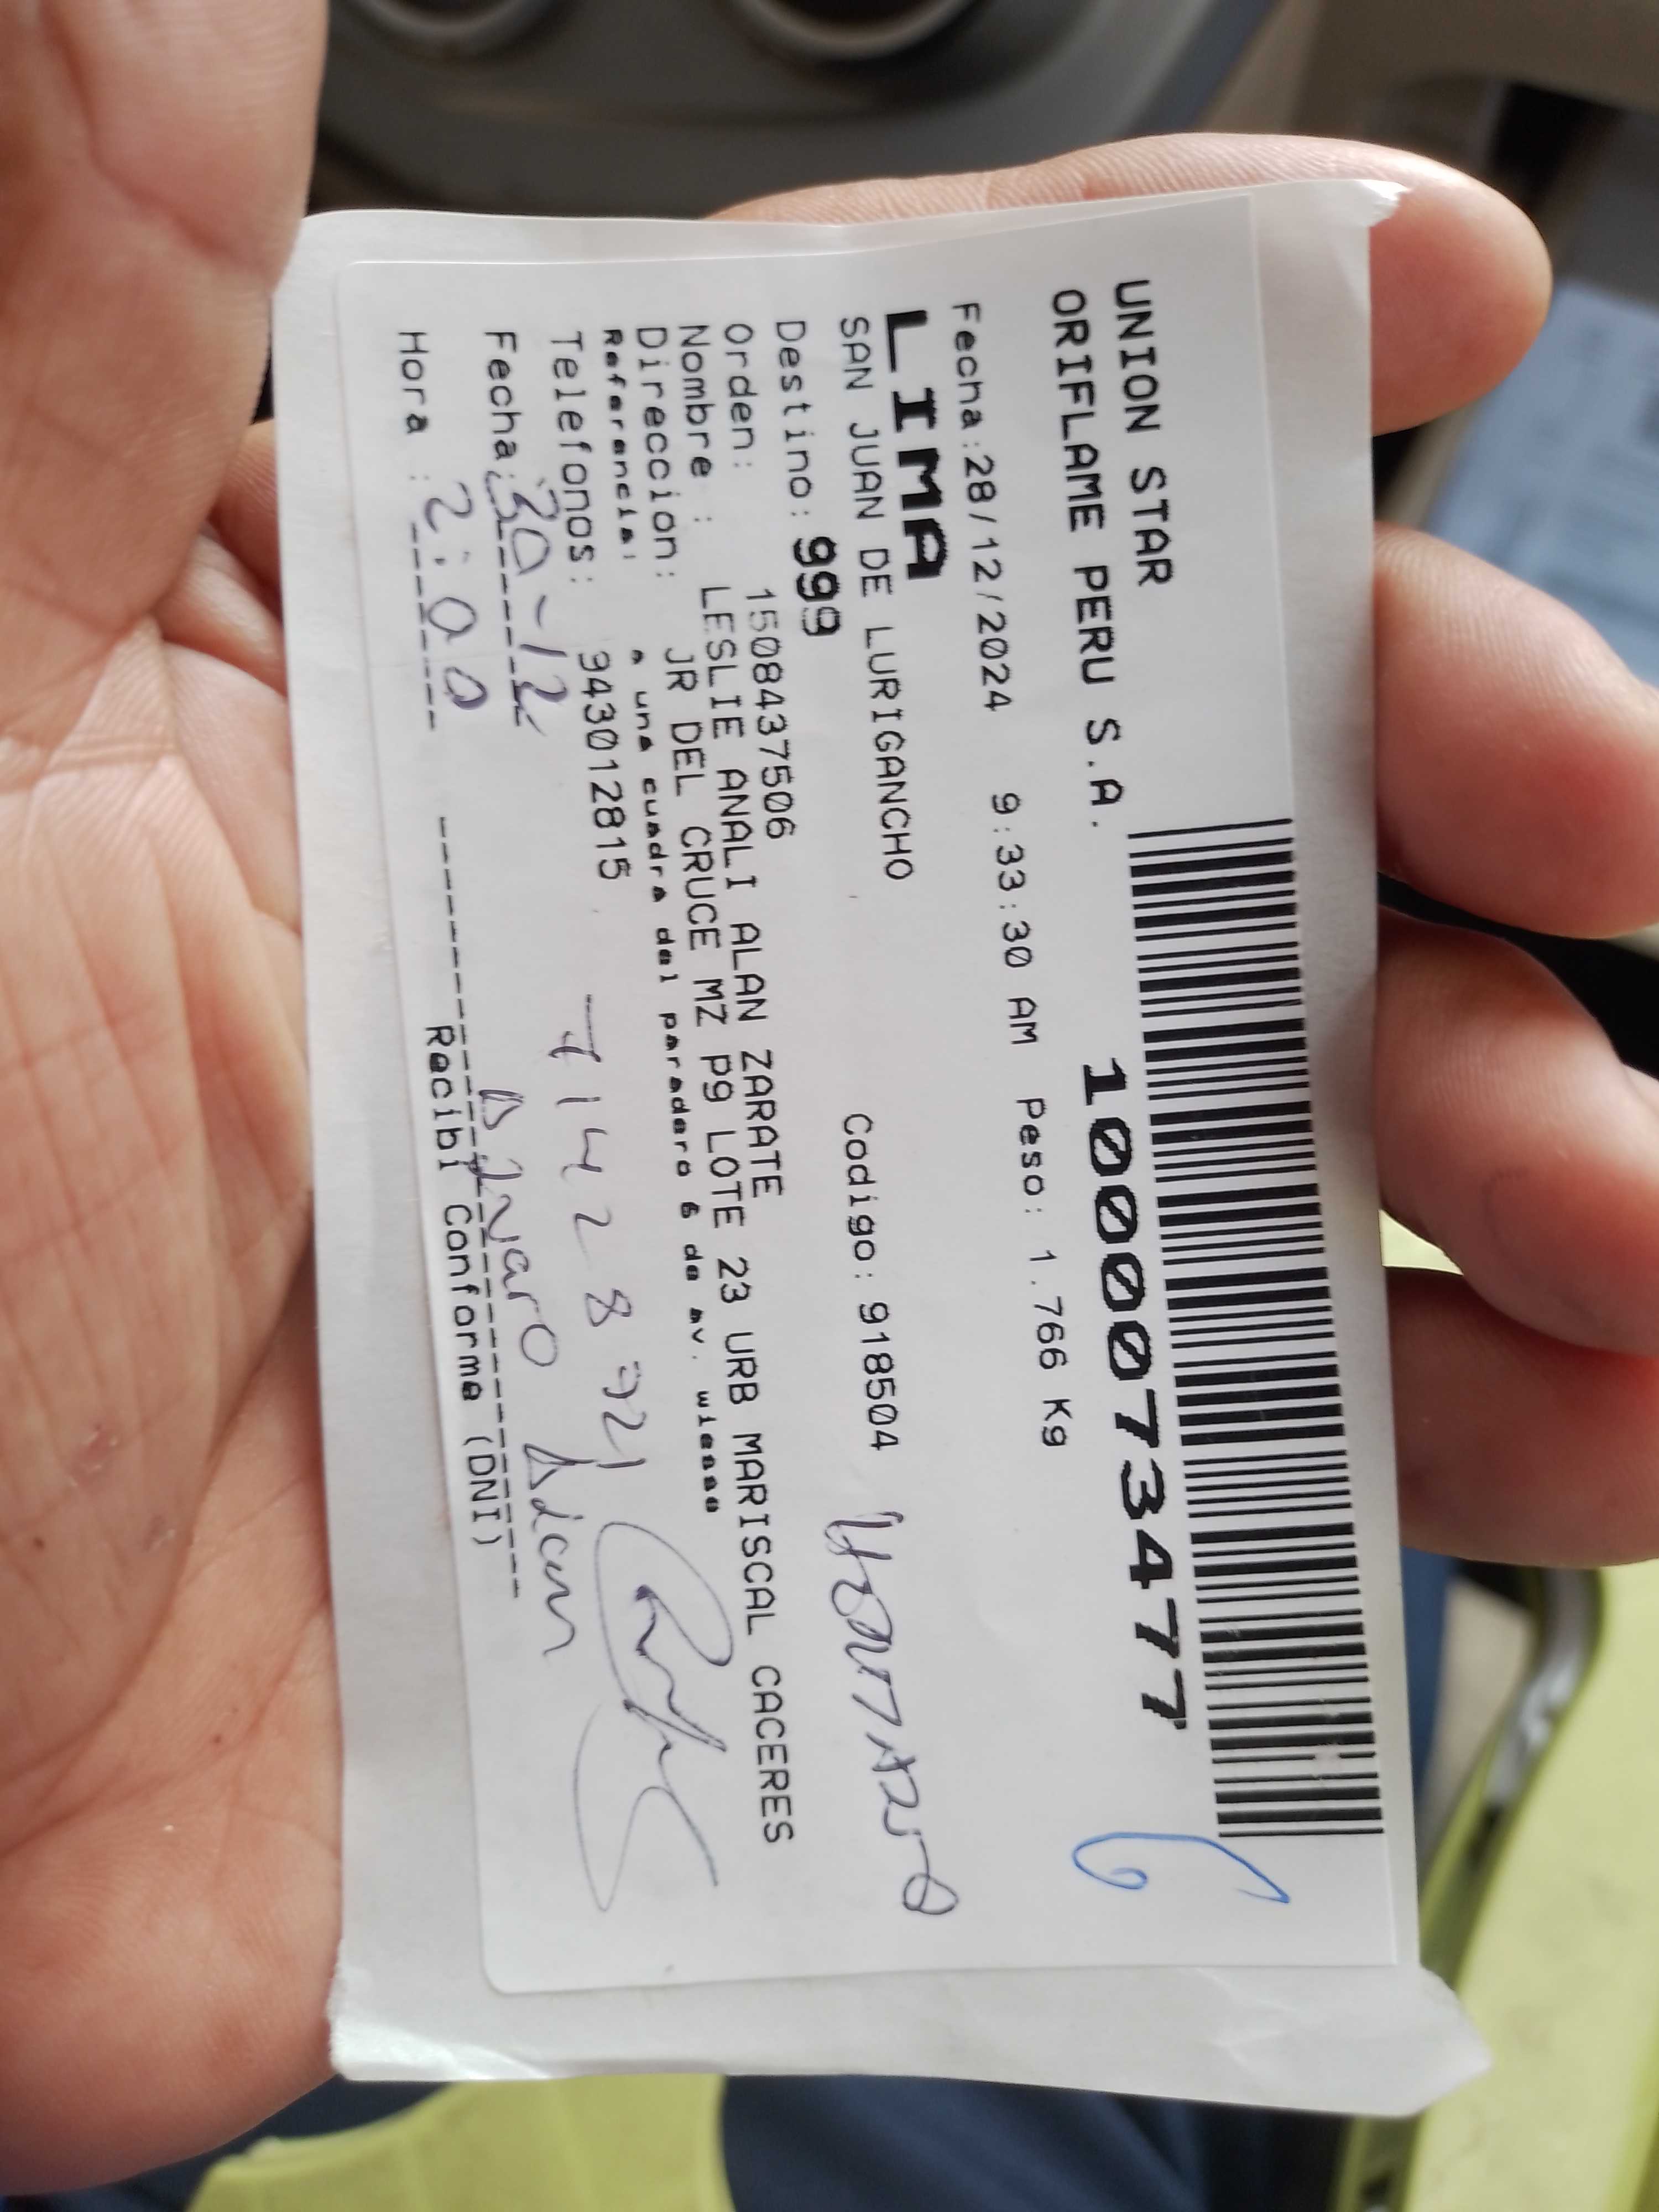 UNION STAR
ORIFLAME PERU S.A.
10000073477
Fecha:28/12/2024 9:33:30 AM Peso: 1.766 Kg
LIMA
SAN JUAN DE LURIGANCHO Codigo:918504
Destino: 999
Orden: 1508437506
Nombre : LESLIE ANALI ALAN ZARATE
Direccion: JR DEL CRUCE MZ P9 LOTE 23 URB MARISCAL CACERES
Referencia: A una cuadra del paradero 6 de av. wiesse
Telefonos: 943012815
Fecha: 30-12
Hora : 2:00
Alvaro Alan
Recibi Conforme (DNI)